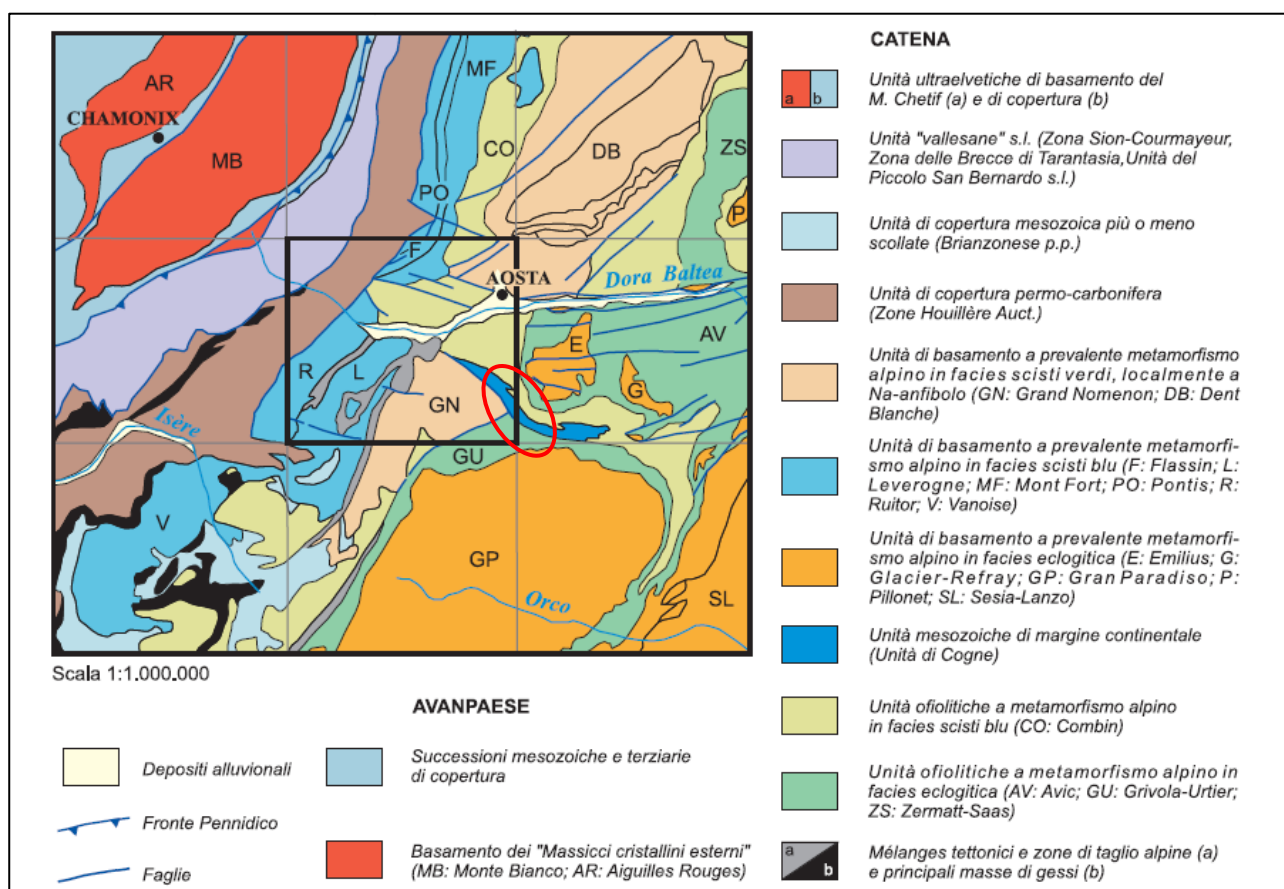 AR
CHAMONIX
MB
MF
CO
DB
ZS
P
PO
F
AOSTA
Dora Baltea
AV
E
R
L
G
GN
GU
Isère
V
GP
Orco
SL
Scala 1:1.000.000
AVANPAESE
Depositi alluvionali
Fronte Pennidico
Faglie
Successioni mesozoiche e terziarie
di copertura
Basamento dei "Massicci cristallini esterni"
(MB: Monte Bianco; AR: Aiguilles Rouges)
CATENA
a b
Unità ultraelvetiche di basamento del
M. Chetif (a) e di copertura (b)
Unità "vallesane" s.l. (Zona Sion-Courmayeur,
Zona delle Brecce di Tarantasia,Unità del
Piccolo San Bernardo s.l.)
Unità di copertura mesozoica più o meno
scollate (Brianzonese p.p.)
Unità di copertura permo-carbonifera
(Zone Houillère Auct.)
Unità di basamento a prevalente metamorfismo
alpino in facies scisti verdi, localmente a
Na-anfibolo (GN: Grand Nomenon; DB: Dent
Blanche)
Unità di basamento a prevalente metamorfi-
smo alpino in facies scisti blu (F: Flassin; L:
Leverogne; MF: Mont Fort; PO: Pontis; R:
Ruitor; V: Vanoise)
Unità di basamento a prevalente metamorfi-
smo alpino in facies eclogitica (E: Emilius; G:
Glacier-Refray; GP: Gran Paradiso; P:
Pillonet; SL: Sesia-Lanzo)
Unità mesozoiche di margine continentale
(Unità di Cogne)
Unità ofiolitiche a metamorfismo alpino
in facies scisti blu (CO: Combin)
Unità ofiolitiche a metamorfismo alpino in
facies eclogitica (AV: Avic; GU: Grivola-Urtier;
ZS: Zermatt-Saas)
a b
Mélanges tettonici e zone di taglio alpine (a)
e principali masse di gessi (b)